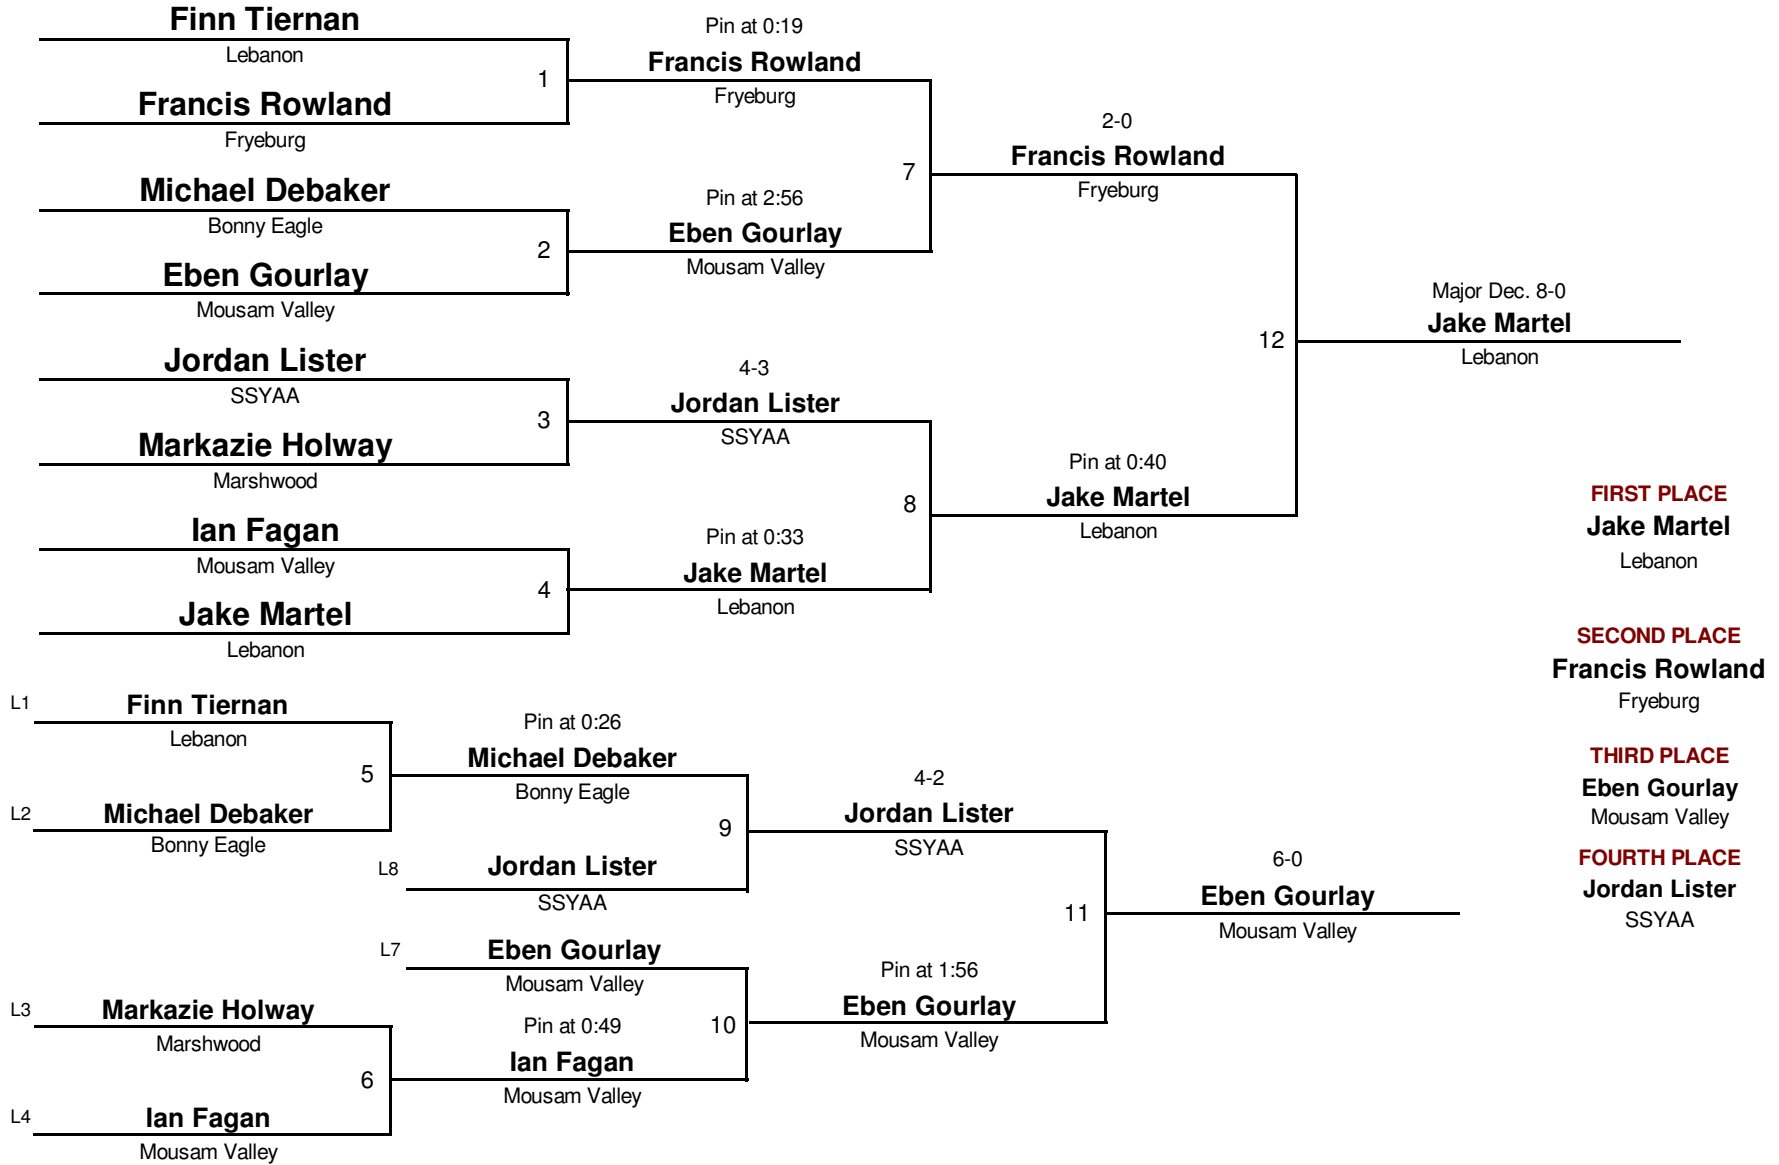 Finn Tiernan
Lebanon
1
Francis Rowland
Fryeburg
Michael Debaker
Bonny Eagle
2
Eben Gourlay
Mousam Valley
Jordan Lister
SSYAA
3
Markazie Holway
Marshwood
Ian Fagan
Mousam Valley
4
Jake Martel
Lebanon
Pin at 0:19
Francis Rowland
Fryeburg
7
Pin at 2:56
Eben Gourlay
Mousam Valley
4-3
Jordan Lister
SSYAA
8
Pin at 0:33
Jake Martel
Lebanon
2-0
Francis Rowland
Fryeburg
12
Pin at 0:40
Jake Martel
Lebanon
Major Dec. 8-0
Jake Martel
Lebanon
L1
Finn Tiernan
Lebanon
5
L2
Michael Debaker
Bonny Eagle
L3
Markazie Holway
Marshwood
6
L4
Ian Fagan
Mousam Valley
Pin at 0:26
Michael Debaker
Bonny Eagle
9
L8
Jordan Lister
SSYAA
L7
Eben Gourlay
Mousam Valley
10
Pin at 0:49
Ian Fagan
Mousam Valley
4-2
Jordan Lister
SSYAA
11
Pin at 1:56
Eben Gourlay
Mousam Valley
6-0
Eben Gourlay
Mousam Valley
FIRST PLACE
Jake Martel
Lebanon
SECOND PLACE
Francis Rowland
Fryeburg
THIRD PLACE
Eben Gourlay
Mousam Valley
FOURTH PLACE
Jordan Lister
SSYAA